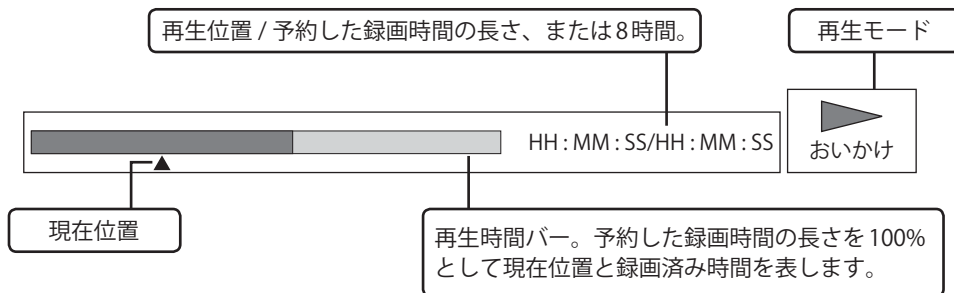 再生位置 / 予約した録画時間の長さ、または8時間。
再生モード
HH : MM : SS/HH : MM : SS
おいかけ
現在位置
再生時間バー。予約した録画時間の長さを100%
として現在位置と録画済み時間を表します。